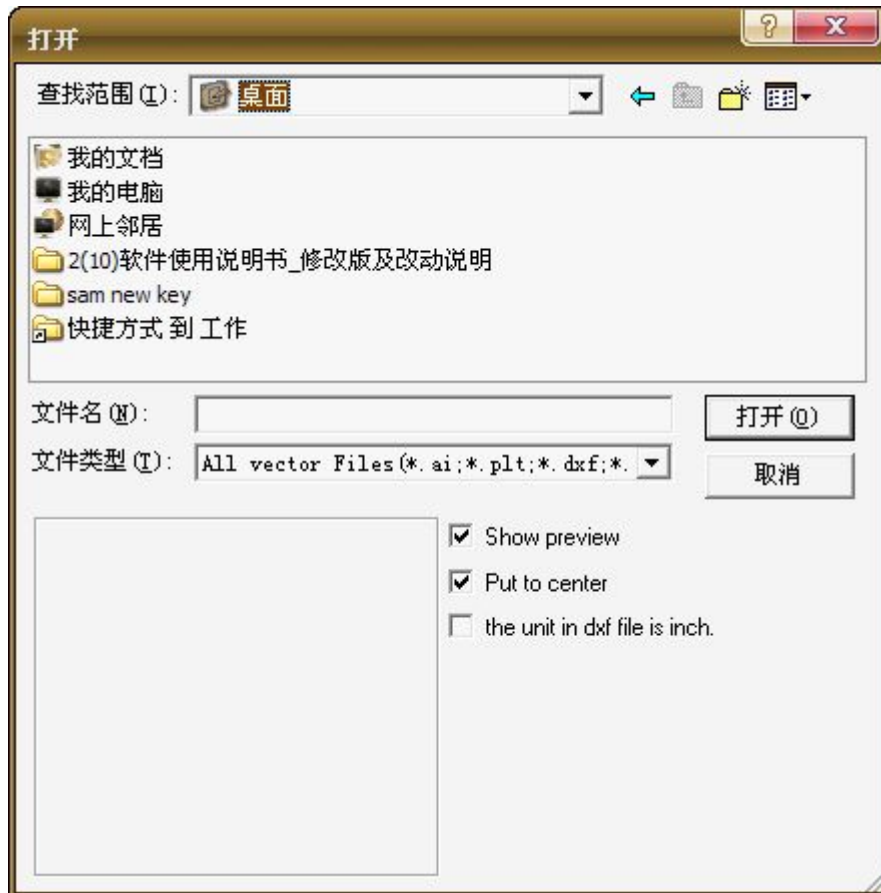 打开
查找范围(I): 桌面
我的文档
我的电脑
网上邻居
2(10)软件使用说明书_修改版及改动说明
sam new key
快捷方式 到 工作
文件名(N): 打开(O)
文件类型(T): All vector Files(*.ai;*.plt;*.dxf;*. 取消
Show preview
Put to center
the unit in dxf file is inch.